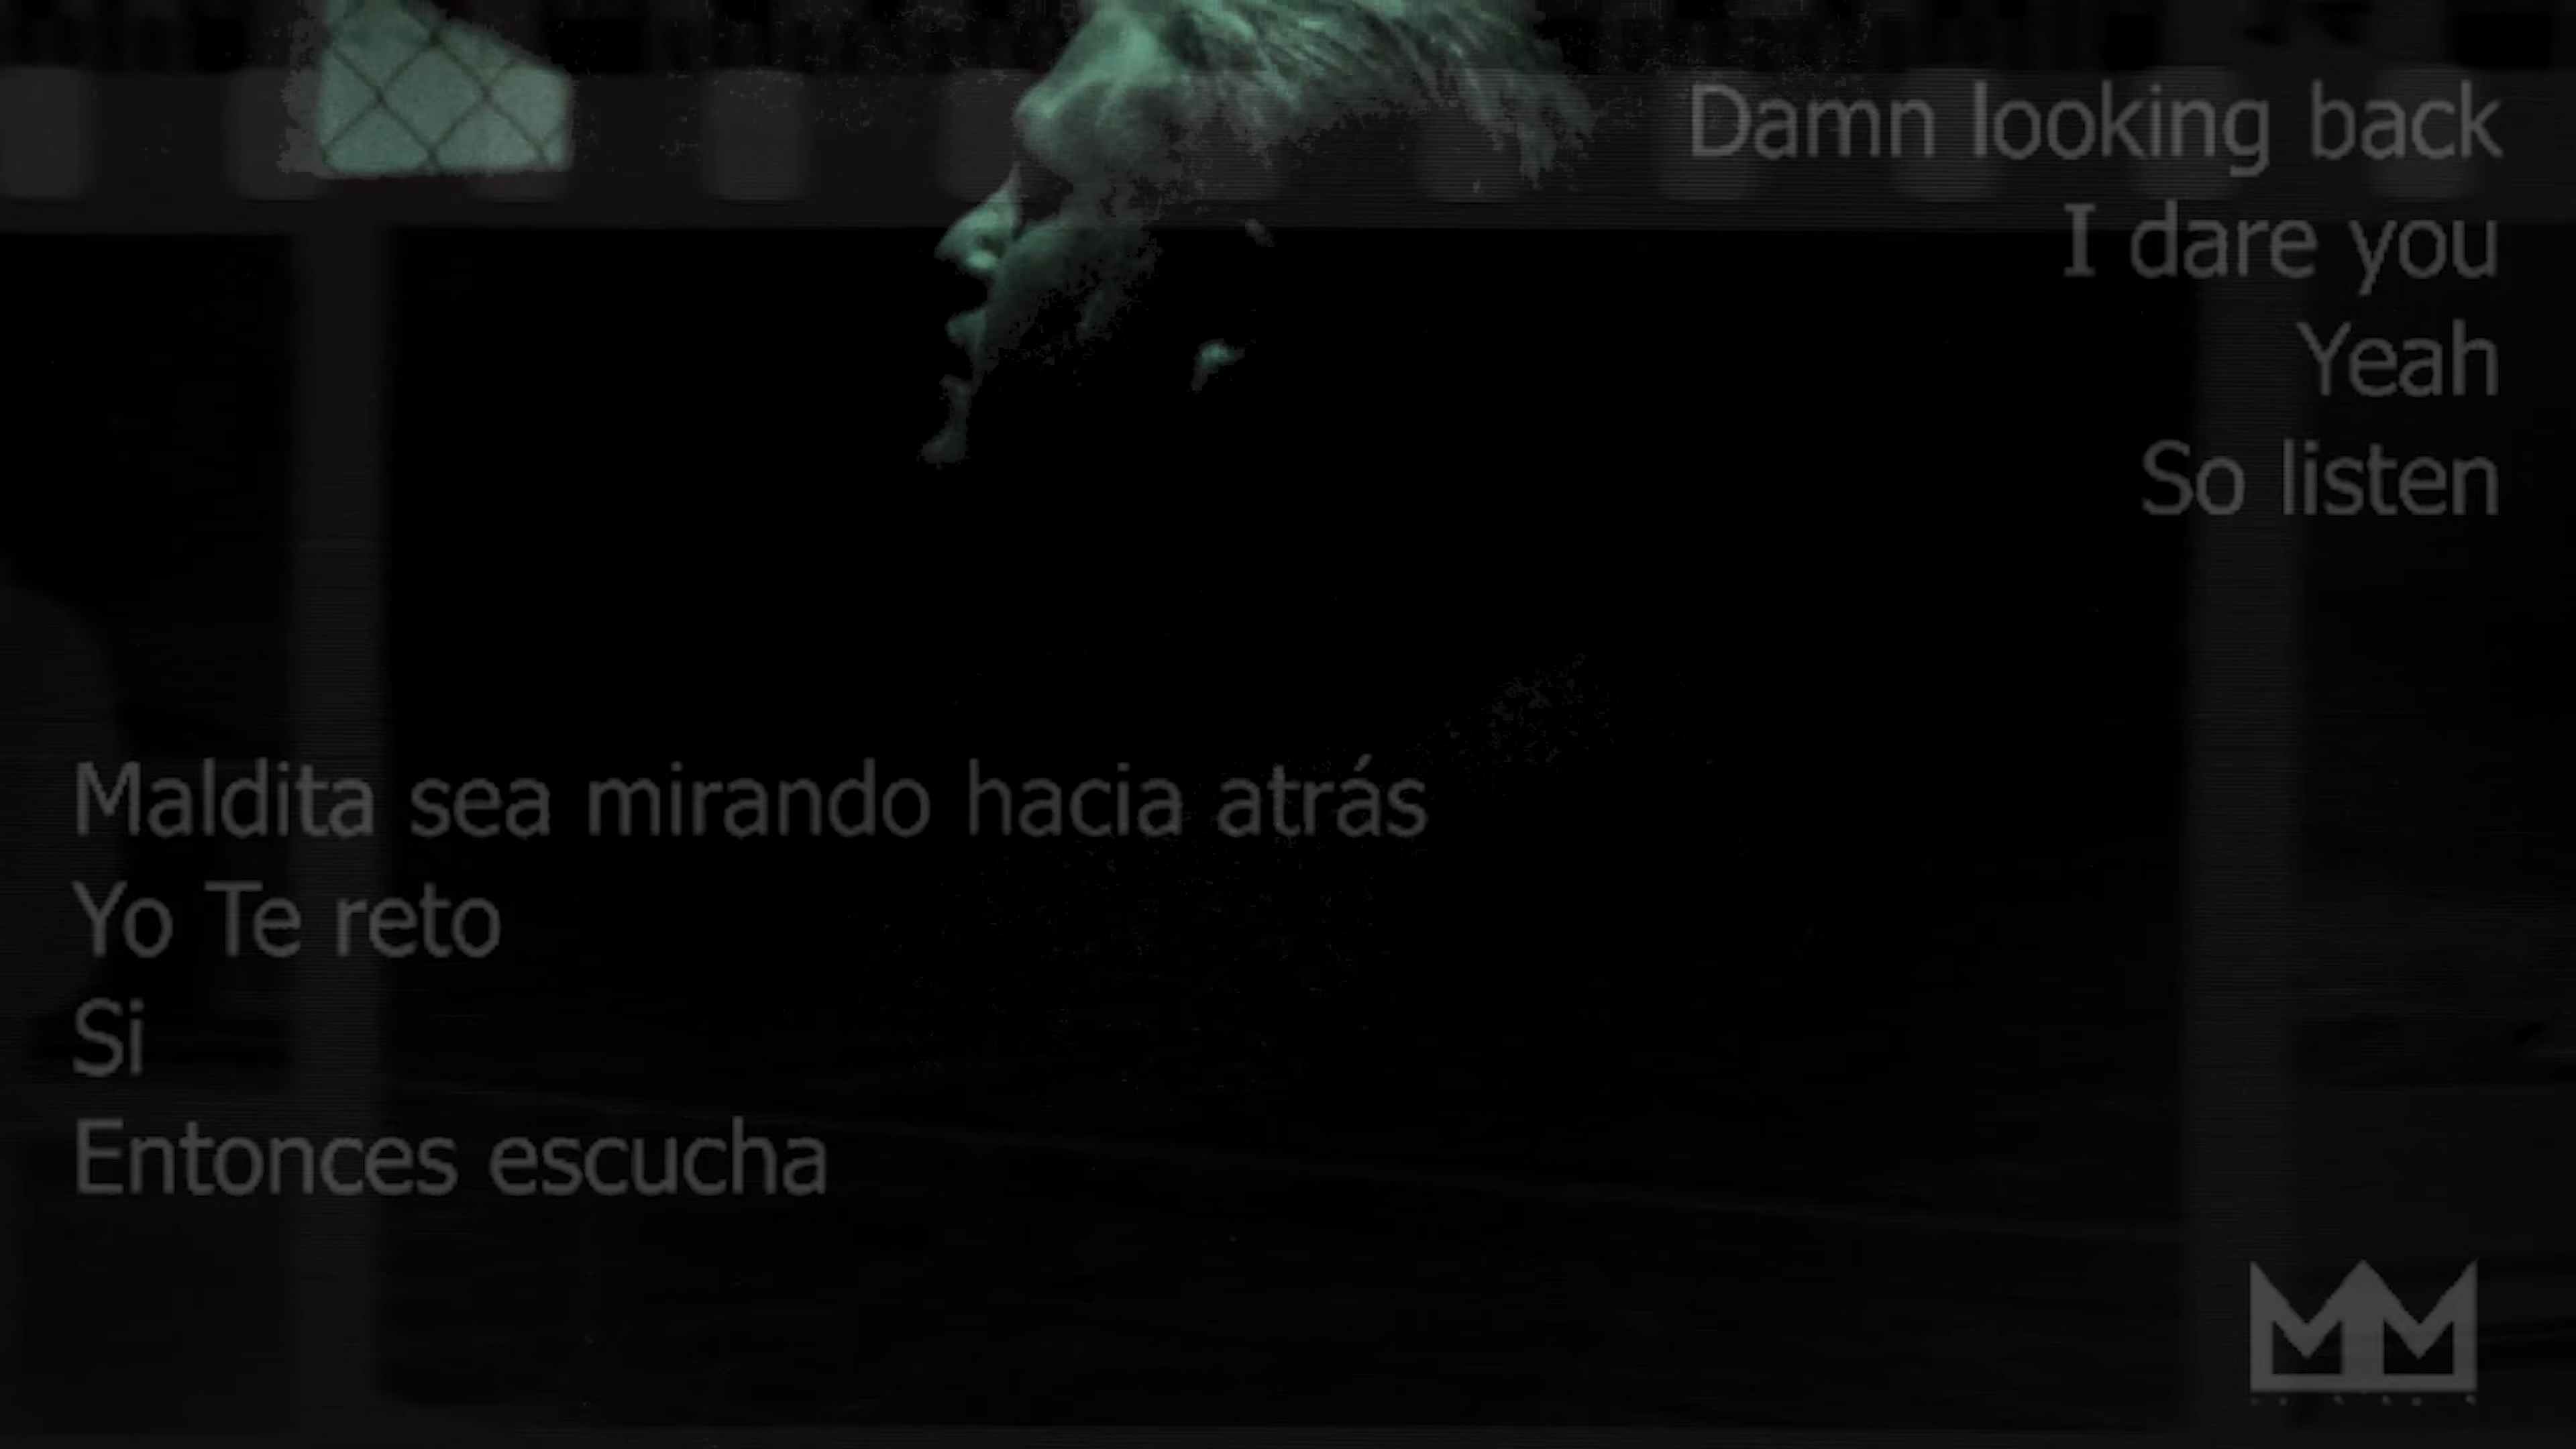 Damn looking back
I dare you
Yeah
So listen
Maldita sea mirando hacia atrás
Yo Te reto
Si
Entonces escucha
MM